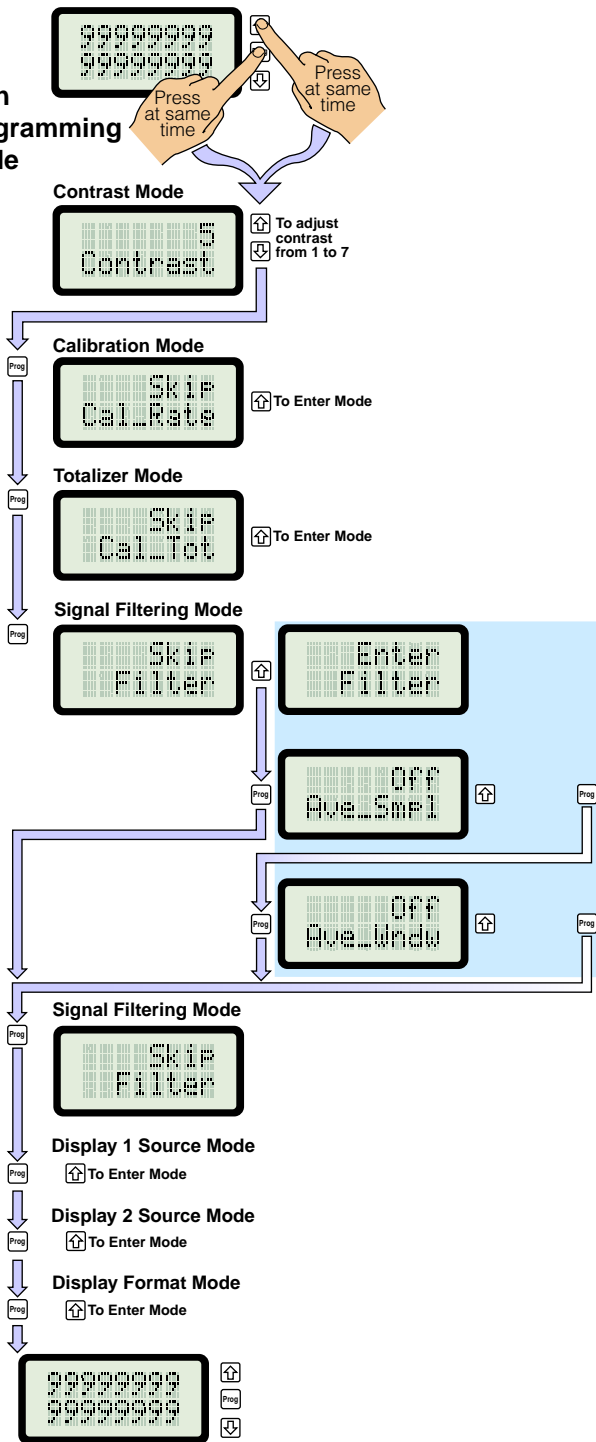 99999999
99999999
Press
at same
time
Press
at same
time
gramming
Contrast Mode
5
Contrast
To adjust
contrast
from 1 to 7
Prog
Calibration Mode
Skip
Cal_Rate
To Enter Mode
Prog
Totalizer Mode
Skip
Cal_Tot
To Enter Mode
Prog
Signal Filtering Mode
Skip
Filter
Enter
Filter
Prog
Off
Ave_Smpl
Prog
Prog
Off
Ave_Wndw
Prog
Prog
Signal Filtering Mode
Skip
Filter
Display 1 Source Mode
Prog
To Enter Mode
Display 2 Source Mode
Prog
To Enter Mode
Display Format Mode
Prog
To Enter Mode
99999999
99999999
Prog